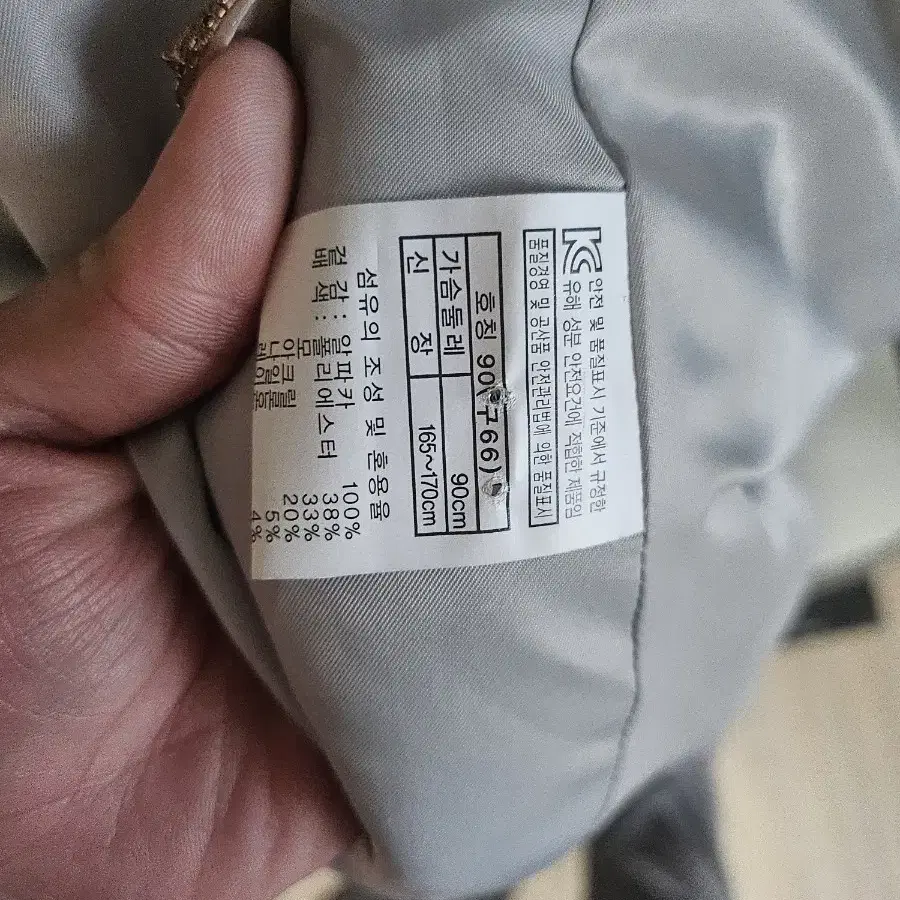 KC 안전 및 품질표시 기준에서 규정한
유해 성분 안전요건에 적합한 제품임
품질경영 및 공산품 안전관리법에 의한 품질표시
호칭 90(구66)
가슴둘레 90cm
신 장 165~170cm
섬유의 조성 및 혼용율
겉 감: 알파카 100%
배 색: 폴리에스터 38%
모 33%
아크릴 20%
나일론 5%
레이온 4%